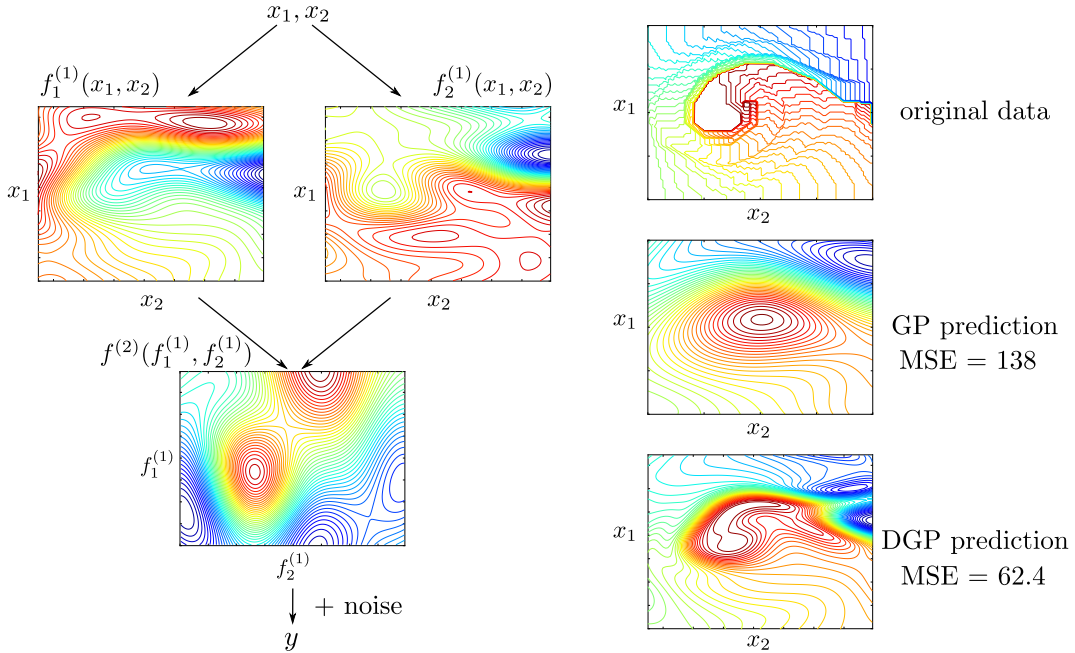 x₁, x₂
f₁⁽¹⁾(x₁, x₂)
f₂⁽¹⁾(x₁, x₂)
x₁
x₂
x₁
x₂
f⁽²⁾(f₁⁽¹⁾, f₂⁽¹⁾)
f₁⁽¹⁾
f₂⁽¹⁾
+ noise
y
x₁
x₂
original data
x₁
x₂
GP prediction
MSE = 138
x₁
x₂
DGP prediction
MSE = 62.4